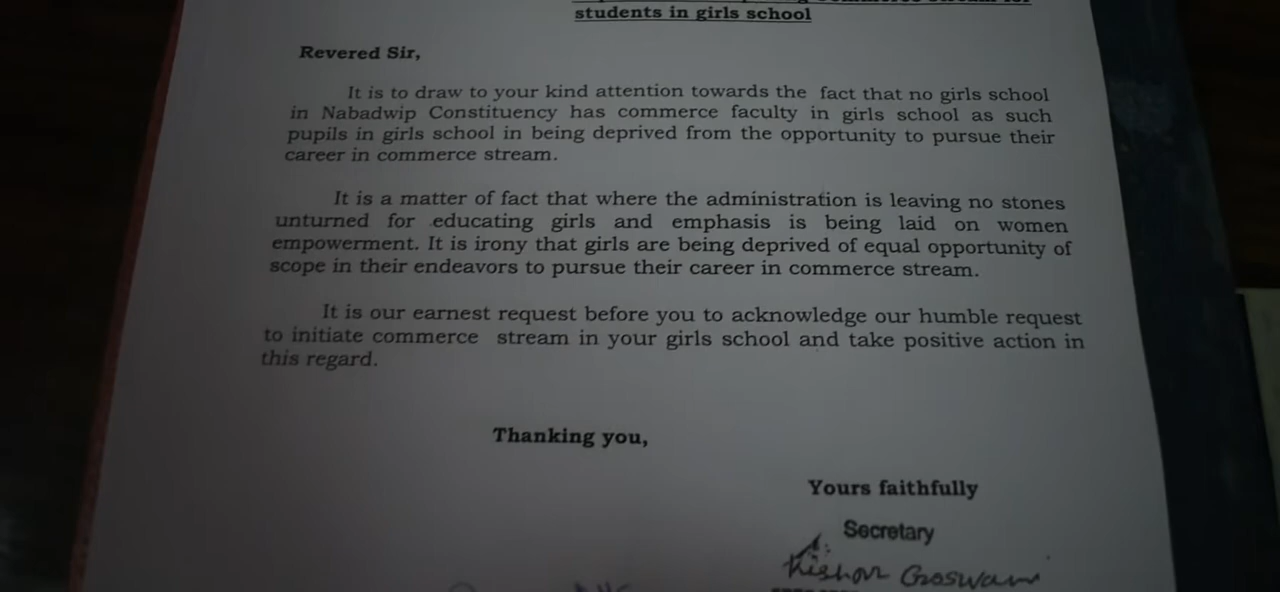 students in girls school
Revered Sir,
It is to draw to your kind attention towards the fact that no girls school
in Nabadwip Constituency has commerce faculty in girls school as such
pupils in girls school in being deprived from the opportunity to pursue their
career in commerce stream.
It is a matter of fact that where the administration is leaving no stones
unturned for educating girls and emphasis is being laid on women
empowerment. It is irony that girls are being deprived of equal opportunity of
scope in their endeavors to pursue their career in commerce stream.
It is our earnest request before you to acknowledge our humble request
to initiate commerce stream in your girls school and take positive action in
this regard.
Thanking you,
Yours faithfully
Secretary
Kishor Goswami